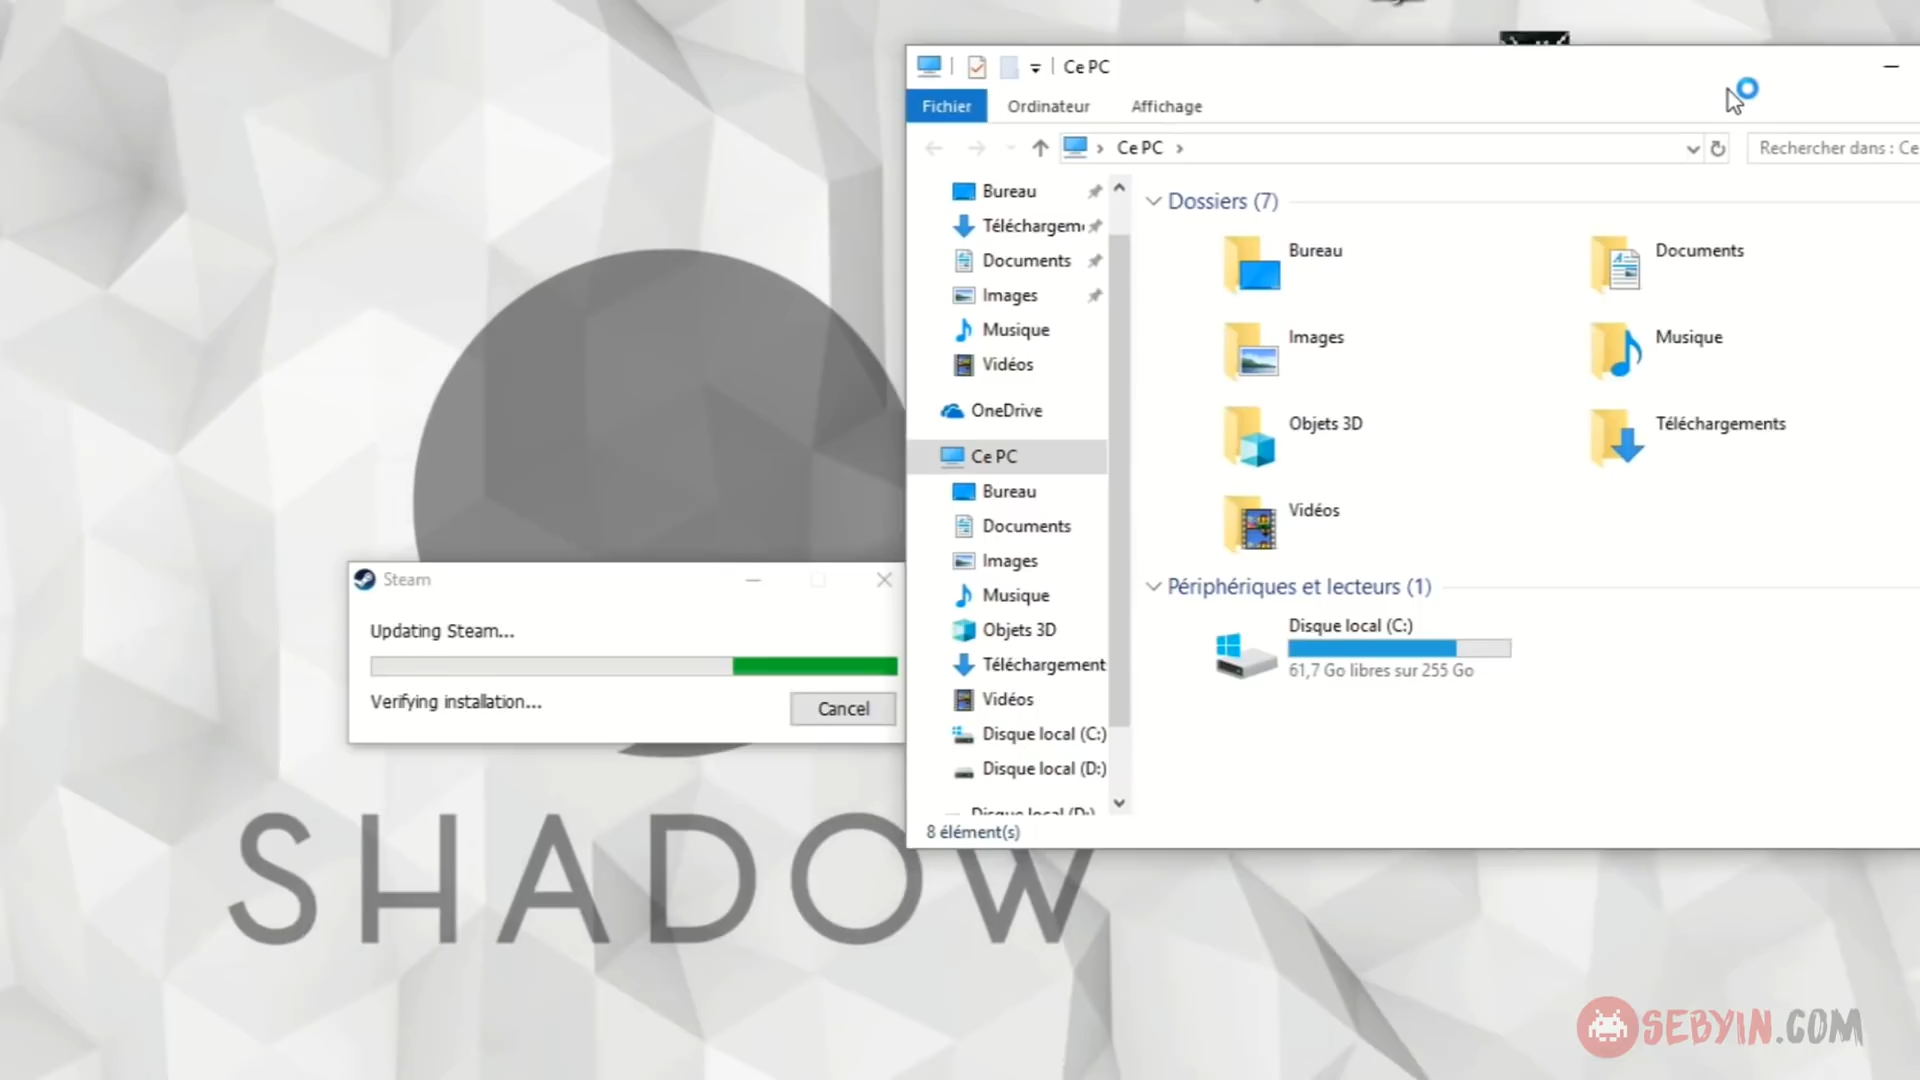 Ce PC
Fichier
Ordinateur
Affichage
Ce PC
Rechercher dans : Ce
Bureau
Téléchargem
Documents
Images
Musique
Vidéos
OneDrive
Ce PC
Bureau
Documents
Images
Musique
Objets 3D
Téléchargement
Vidéos
Disque local (C:)
Disque local (D:)
Disque local (D:)
8 élément(s)
Dossiers (7)
Bureau
Documents
Images
Musique
Objets 3D
Téléchargements
Vidéos
Périphériques et lecteurs (1)
Disque local (C:)
61,7 Go libres sur 255 Go
Steam
Updating Steam...
Verifying installation...
Cancel
SHADOW
SEBYIN.COM